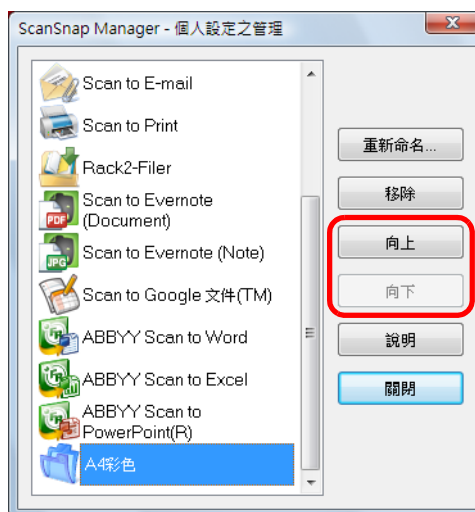 ScanSnap Manager - 個人設定之管理
Scan to E-mail
Scan to Print
Rack2-Filer
Scan to Evernote
(Document)
Scan to Evernote (Note)
Scan to Google 文件(TM)
ABBYY Scan to Word
ABBYY Scan to Excel
ABBYY Scan to
PowerPoint(R)
A4彩色
重新命名...
移除
向上
向下
說明
關閉
PDF
JPG